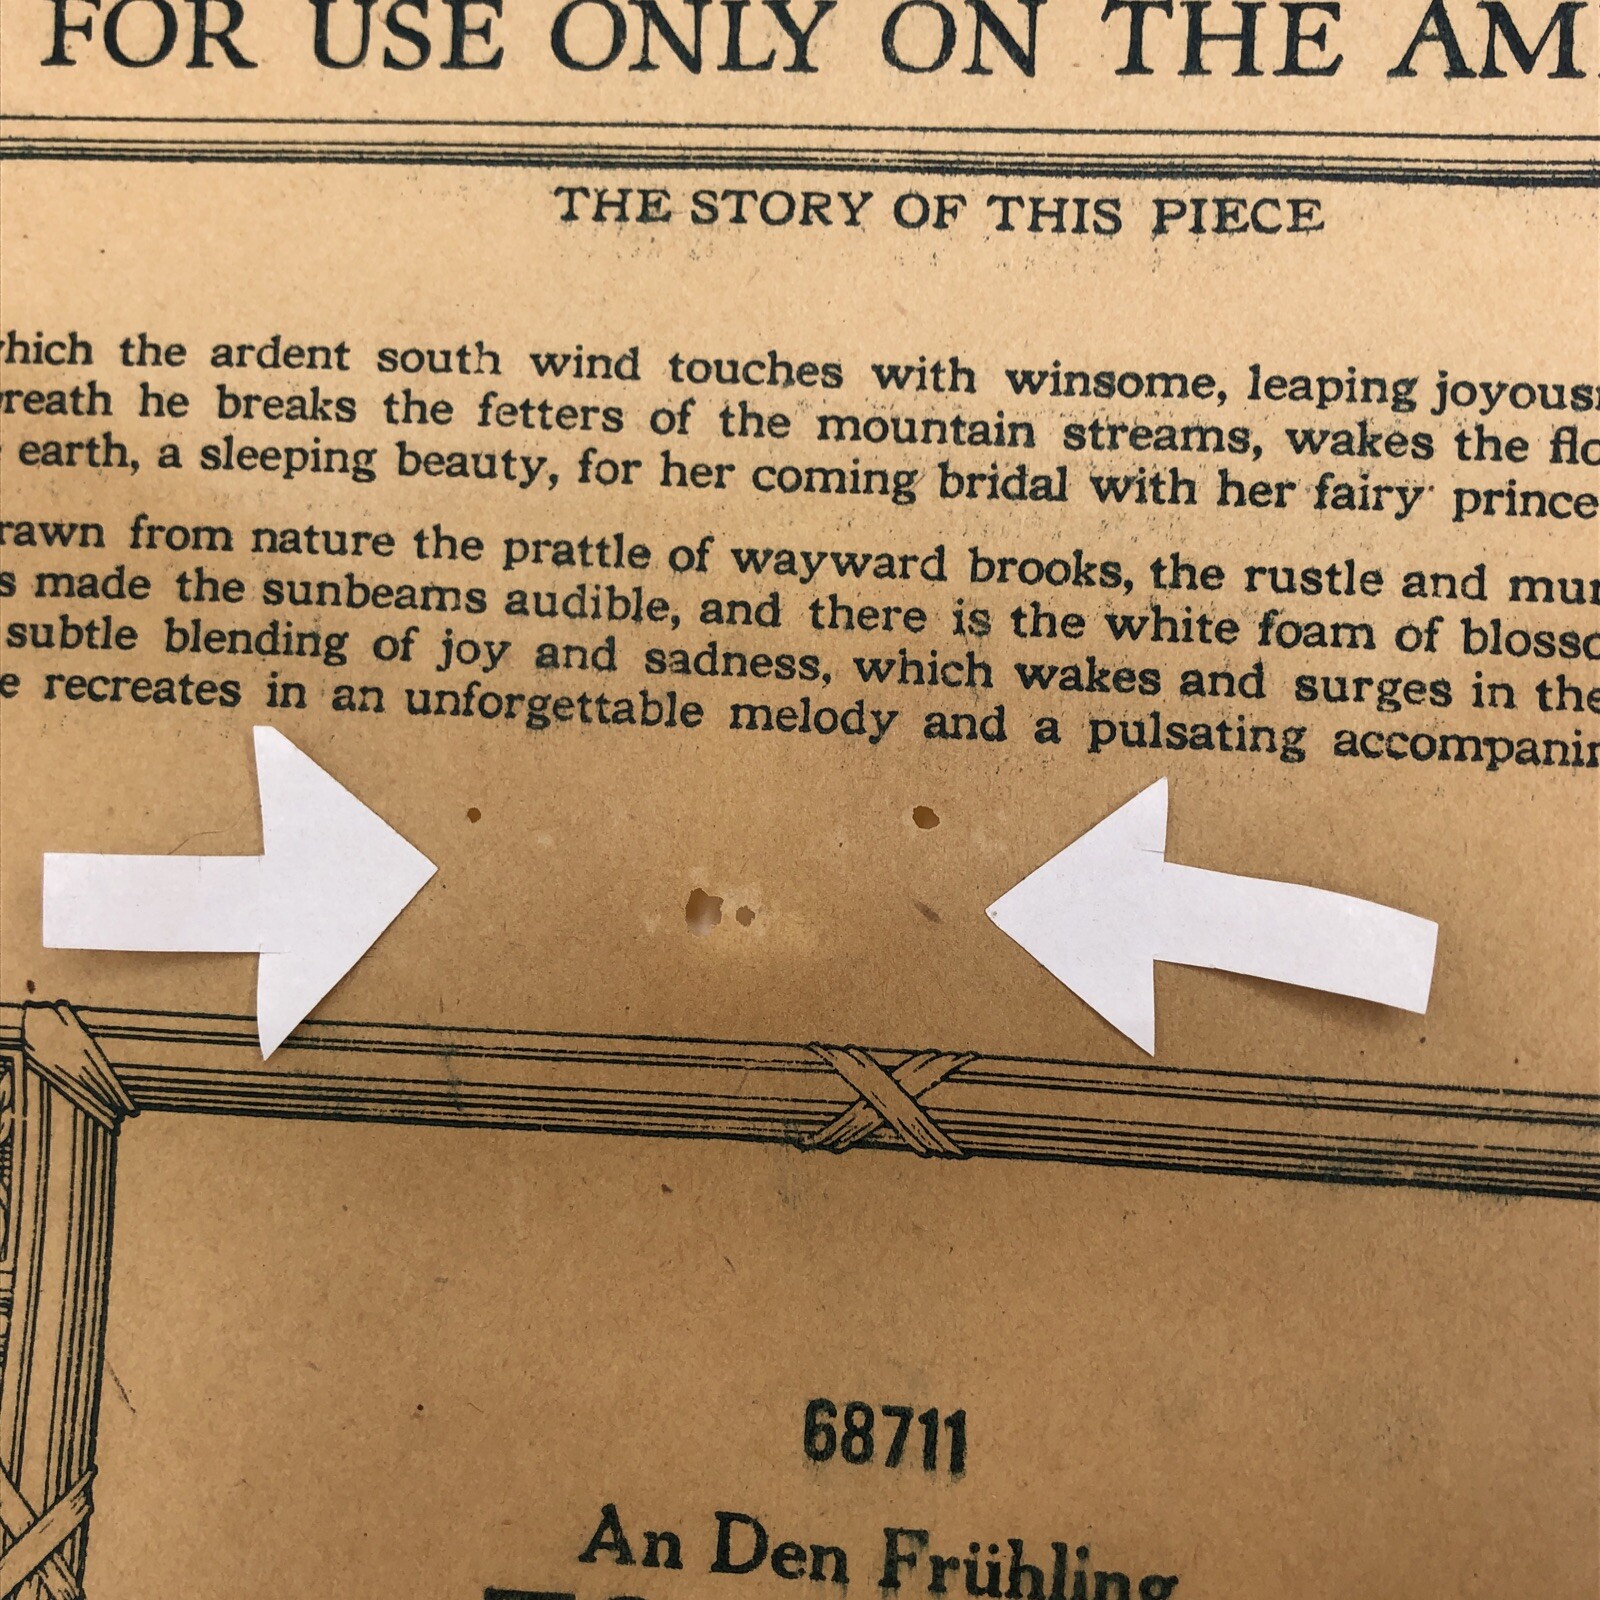 FOR USE ONLY ON THE AM
THE STORY OF THIS PIECE
which the ardent south wind touches with winsome, leaping joyous
reath he breaks the fetters of the mountain streams, wakes the flo
earth, a sleeping beauty, for her coming bridal with her fairy prince
rawn from nature the prattle of wayward brooks, the rustle and mur
s made the sunbeams audible, and there is the white foam of blosso
subtle blending of joy and sadness, which wakes and surges in the
e recreates in an unforgettable melody and a pulsating accompanim
68711
An Den Frühling